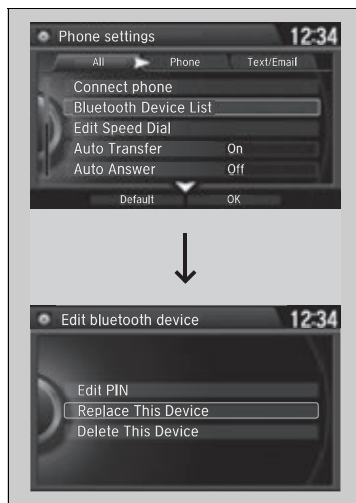 Phone settings 12:34
All Phone Text/Email
Connect phone
Bluetooth Device List
Edit Speed Dial
Auto Transfer On
Auto Answer Off
Default OK
Edit bluetooth device 12:34
Edit PIN
Replace This Device
Delete This Device